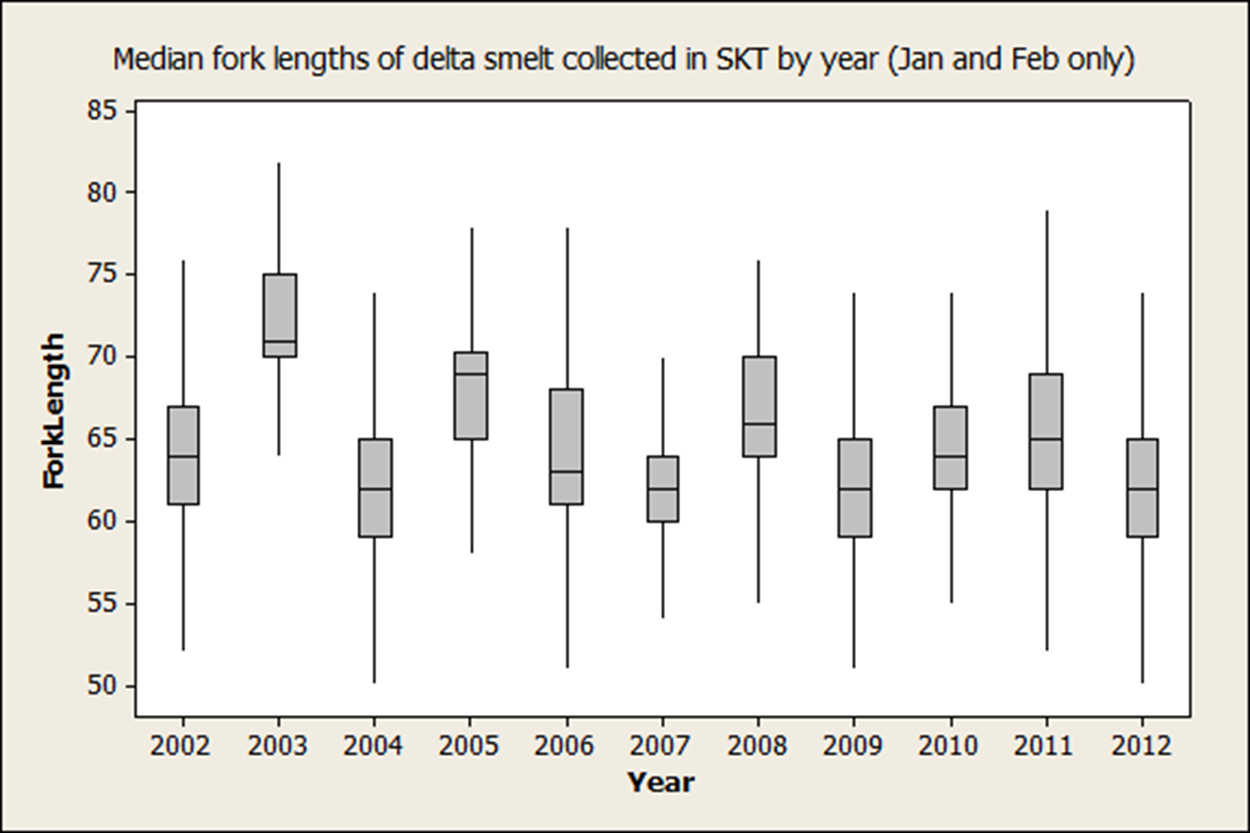 Median fork lengths of delta smelt collected in SKT by year (Jan and Feb only)
85
80
75
70
65
60
55
50
ForkLength
2002 2003 2004 2005 2006 2007 2008 2009 2010 2011 2012
Year